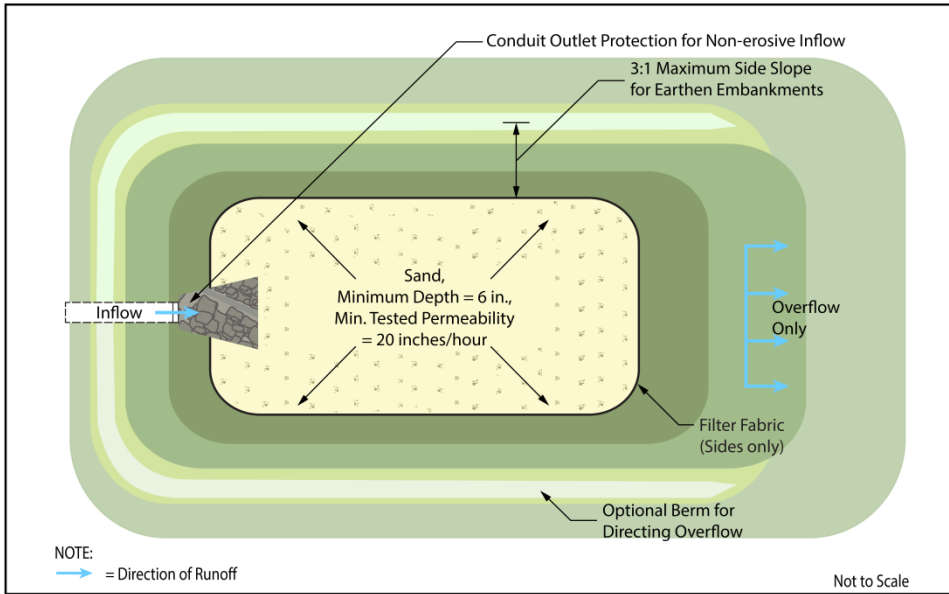 Conduit Outlet Protection for Non-erosive Inflow
3:1 Maximum Side Slope
for Earthen Embankments
Sand,
Minimum Depth = 6 in.,
Min. Tested Permeability
= 20 inches/hour
Inflow
Overflow
Only
Filter Fabric
(Sides only)
Optional Berm for
Directing Overflow
NOTE:
= Direction of Runoff
Not to Scale